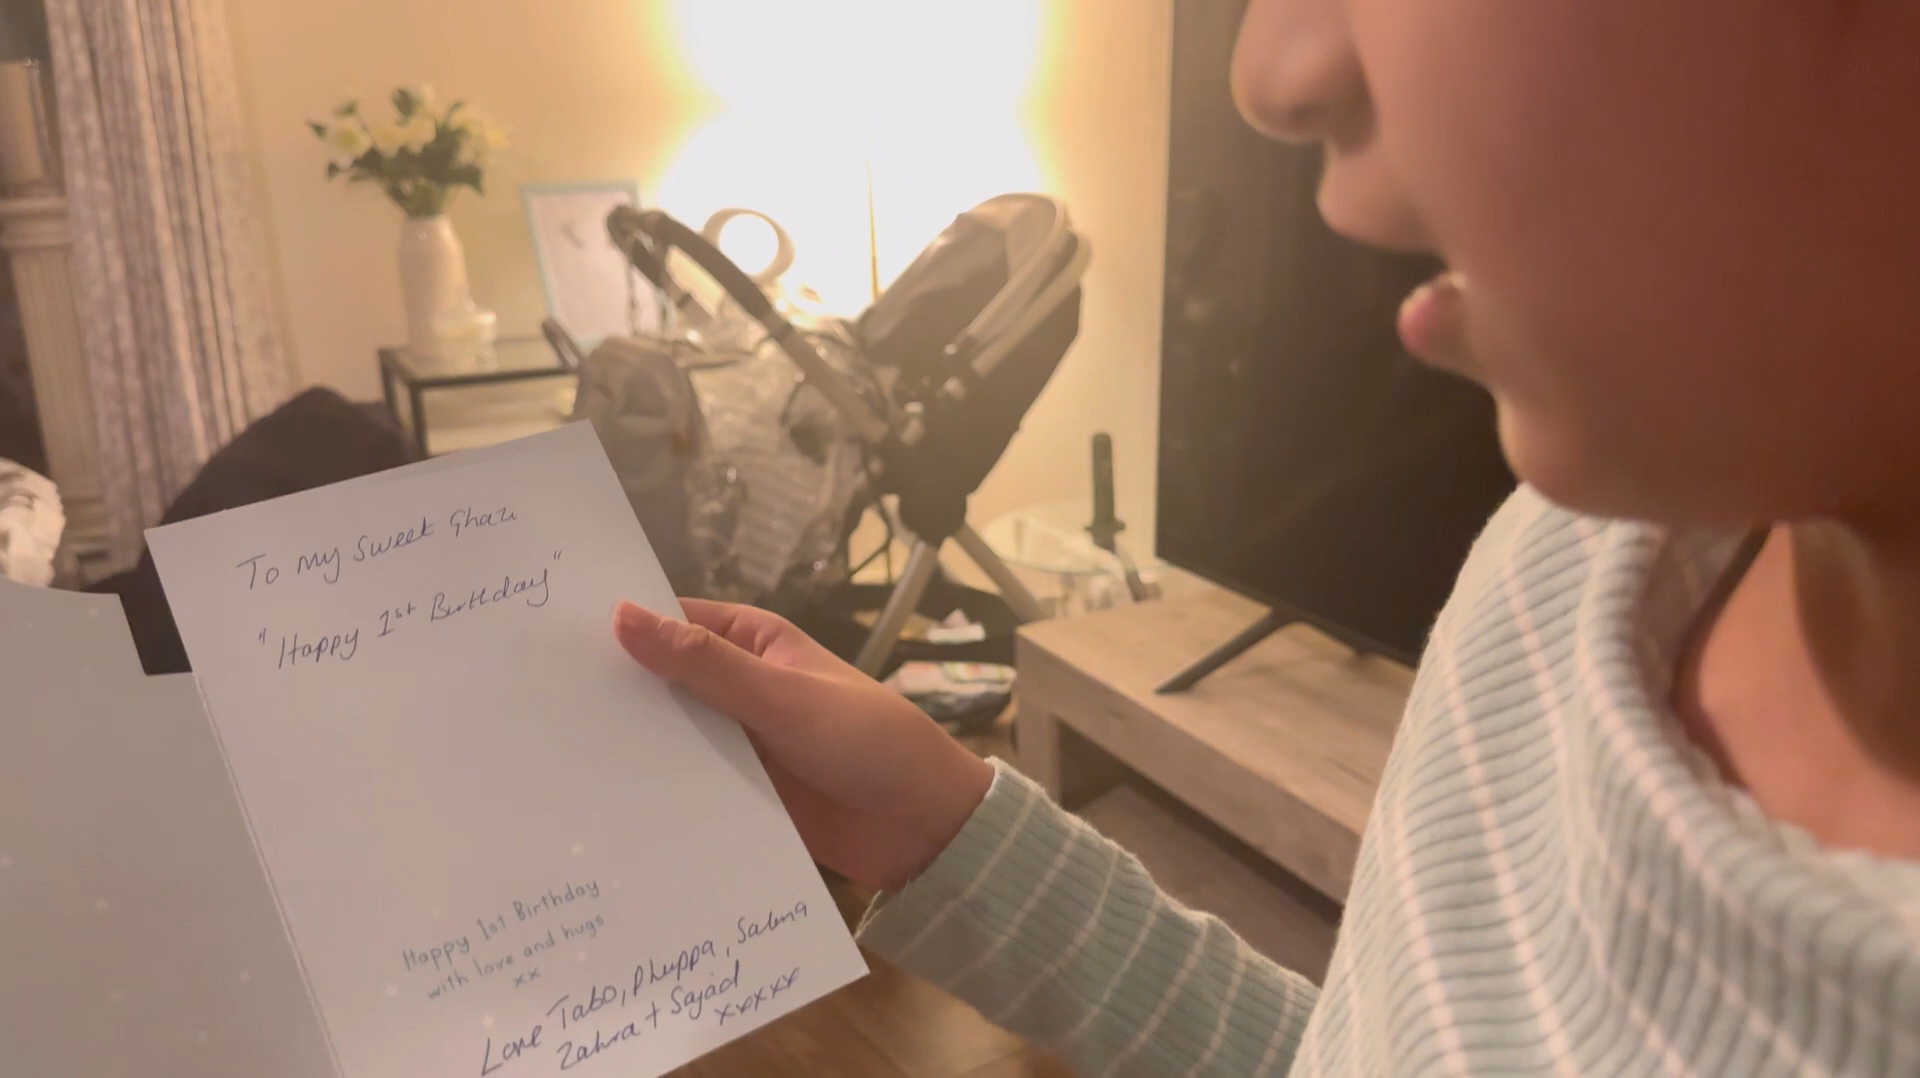 To my Sweet Ghazi
"Happy 1st Birthday"
Happy 1st Birthday
with love and hugs
xx
Love Tabo, Phuppa, Salma
Zahra + Sajad
xxxxx